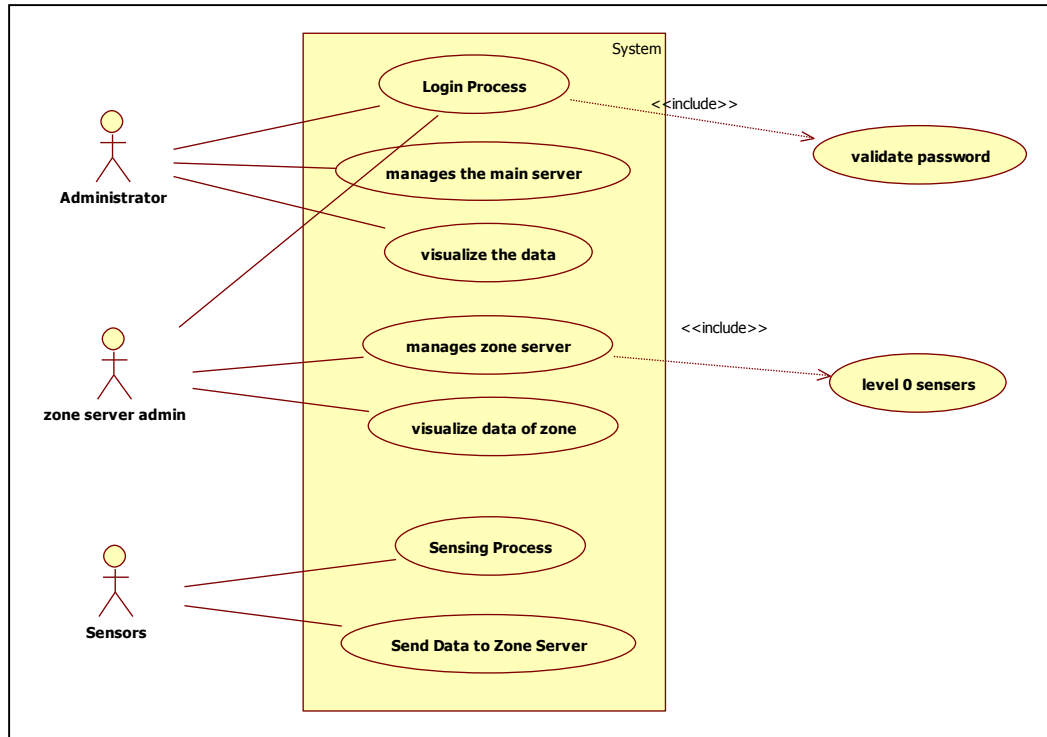 System
Login Process
<<include>>
validate password
manages the main server
Administrator
visualize the data
<<include>>
manages zone server
level 0 sensers
zone server admin
visualize data of zone
Sensing Process
Sensors
Send Data to Zone Server